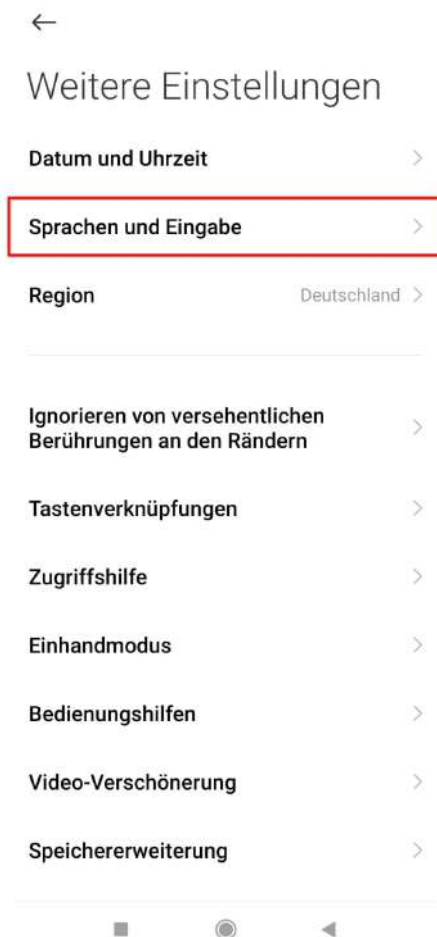 Weitere Einstellungen
Datum und Uhrzeit
Sprachen und Eingabe
Region Deutschland
Ignorieren von versehentlichen
Berührungen an den Rändern
Tastenverknüpfungen
Zugriffshilfe
Einhandmodus
Bedienungshilfen
Video-Verschönerung
Speichererweiterung